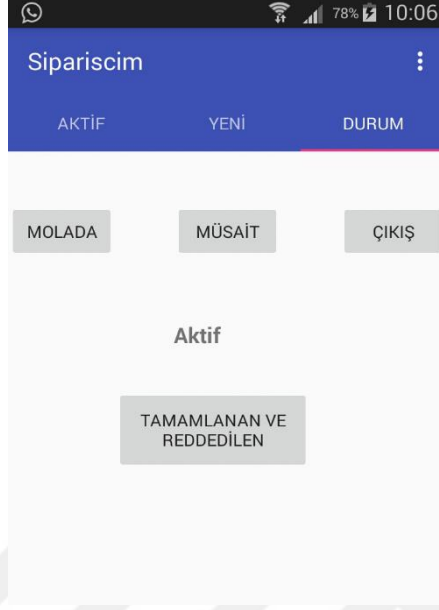 78% 10:06
Sipariscim
AKTİF YENİ DURUM
MOLADA MÜSAİT ÇIKIŞ
Aktif
TAMAMLANAN VE
REDDEDİLEN